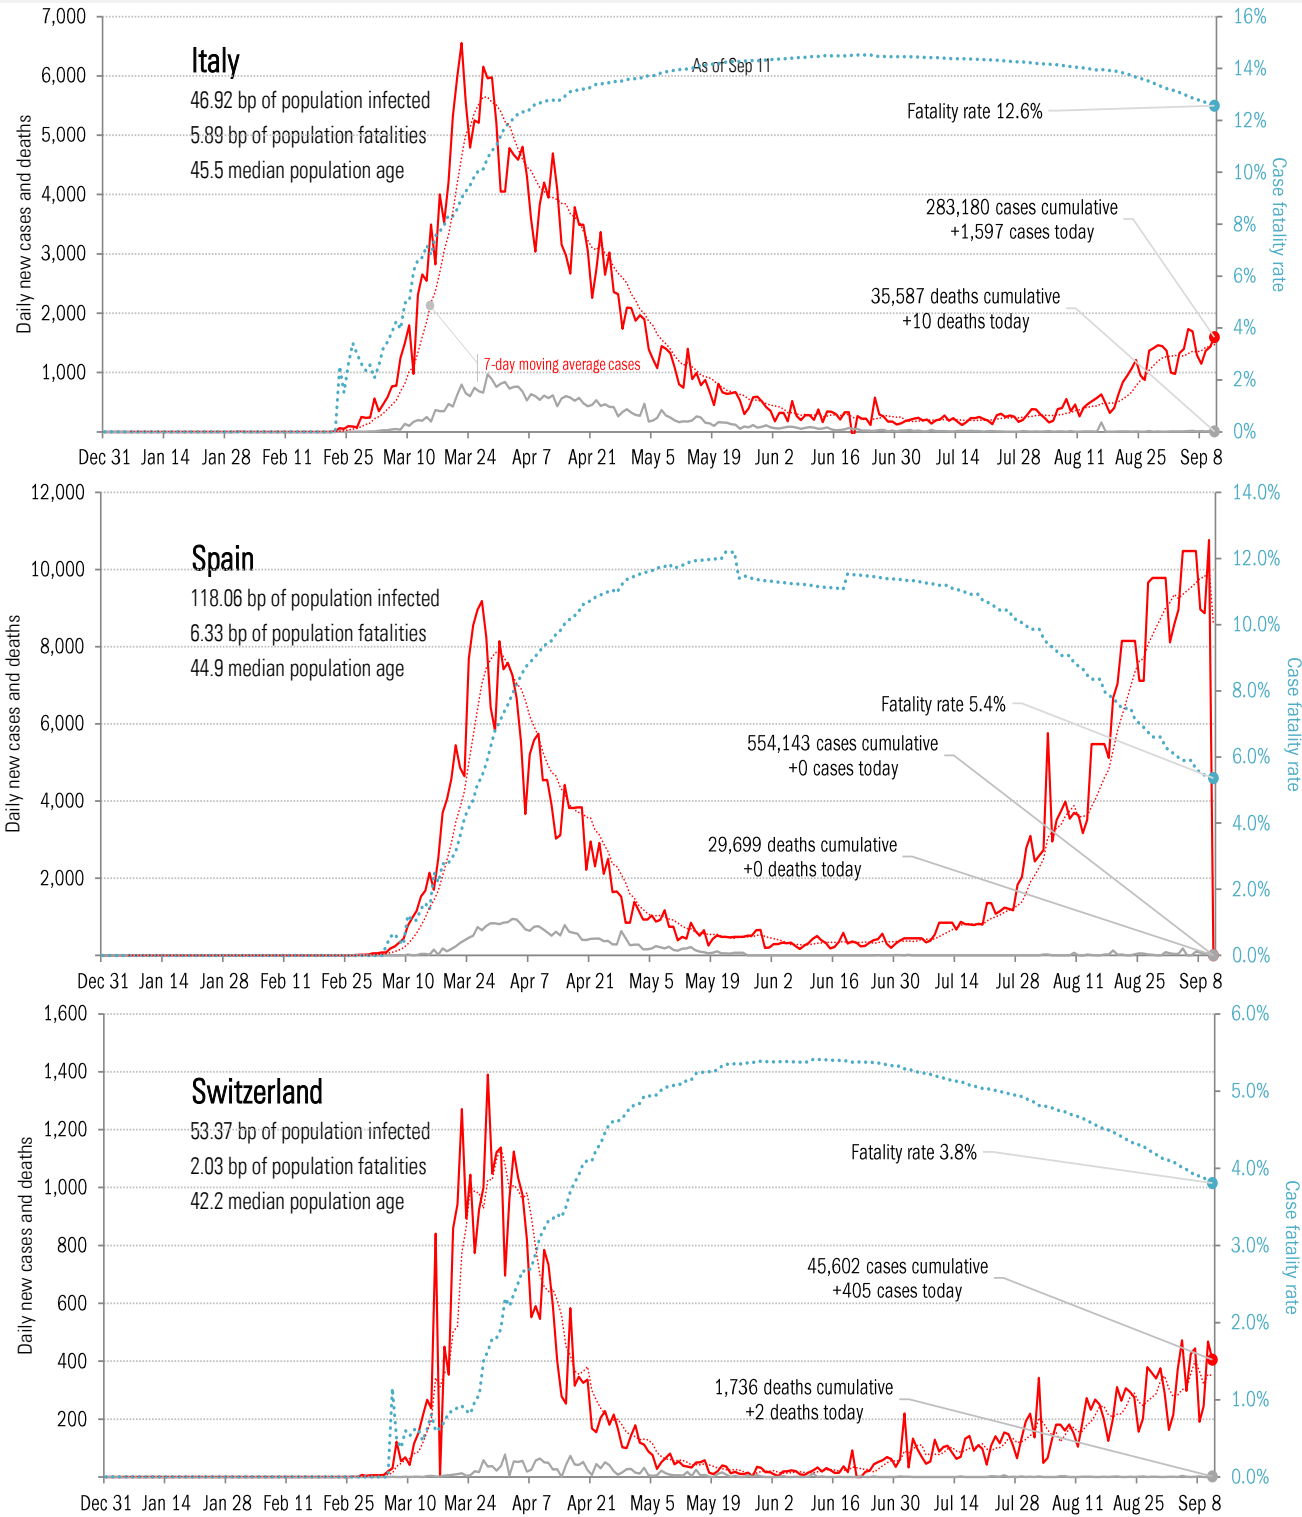 7,000
6,000
5,000
4,000
3,000
2,000
1,000
Daily new cases and deaths
Italy
46.92 bp of population infected
5.89 bp of population fatalities
45.5 median population age
As of Sep 11
Fatality rate 12.6%
283,180 cases cumulative
+1,597 cases today
35,587 deaths cumulative
+10 deaths today
7-day moving average cases
16%
14%
12%
10%
8%
6%
4%
2%
0%
Case fatality rate
Dec 31 Jan 14 Jan 28 Feb 11 Feb 25 Mar 10 Mar 24 Apr 7 Apr 21 May 5 May 19 Jun 2 Jun 16 Jun 30 Jul 14 Jul 28 Aug 11 Aug 25 Sep 8
12,000
10,000
8,000
6,000
4,000
2,000
Daily new cases and deaths
Spain
118.06 bp of population infected
6.33 bp of population fatalities
44.9 median population age
Fatality rate 5.4%
554,143 cases cumulative
+0 cases today
29,699 deaths cumulative
+0 deaths today
14.0%
12.0%
10.0%
8.0%
6.0%
4.0%
2.0%
0.0%
Case fatality rate
Dec 31 Jan 14 Jan 28 Feb 11 Feb 25 Mar 10 Mar 24 Apr 7 Apr 21 May 5 May 19 Jun 2 Jun 16 Jun 30 Jul 14 Jul 28 Aug 11 Aug 25 Sep 8
1,600
1,400
1,200
1,000
800
600
400
200
Daily new cases and deaths
Switzerland
53.37 bp of population infected
2.03 bp of population fatalities
42.2 median population age
Fatality rate 3.8%
45,602 cases cumulative
+405 cases today
1,736 deaths cumulative
+2 deaths today
6.0%
5.0%
4.0%
3.0%
2.0%
1.0%
0.0%
Case fatality rate
Dec 31 Jan 14 Jan 28 Feb 11 Feb 25 Mar 10 Mar 24 Apr 7 Apr 21 May 5 May 19 Jun 2 Jun 16 Jun 30 Jul 14 Jul 28 Aug 11 Aug 25 Sep 8